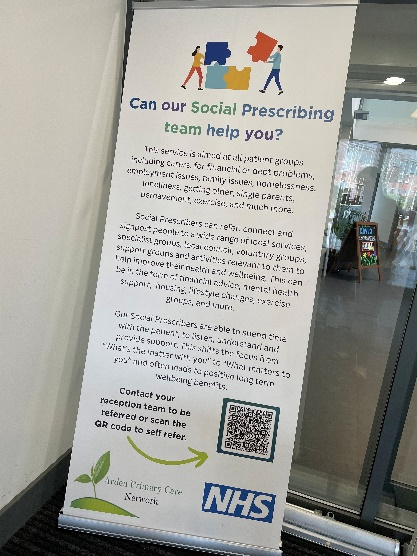 Can our Social Prescribing
team help you?
This service is aimed at all patient groups
including carers, for financial or debt problems,
employment issues, family issues, homelessness,
loneliness, getting older, single parents,
bereavement, exercise, and much more.
Social Prescribers can refer, connect and
support people to a wide range of local services,
specialist groups, local council, voluntary groups,
support groups and activities relevant to them to
help improve their health and wellbeing. This can
be in the form of financial advice, mental health
support, housing, lifestyle changes, exercise
groups, and more.
Our Social Prescribers are able to spend time
with the patient, to listen, understand and
provide support. This shifts the focus from
"What's the matter with you" to "What matters to
you" and often leads to positive long term
wellbeing benefits.
Contact your
reception team to be
referred or scan the
QR code to self refer.
Arden Primary Care
Network
NHS